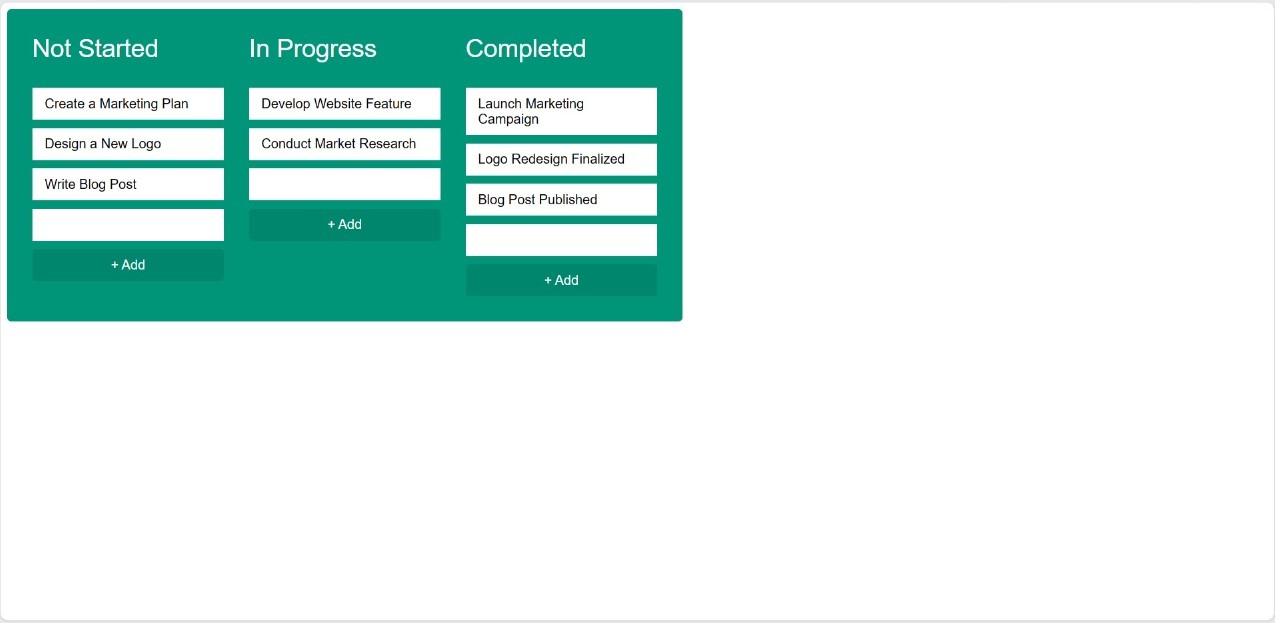 Not Started
Create a Marketing Plan
Design a New Logo
Write Blog Post
+ Add
In Progress
Develop Website Feature
Conduct Market Research
+ Add
Completed
Launch Marketing
Campaign
Logo Redesign Finalized
Blog Post Published
+ Add